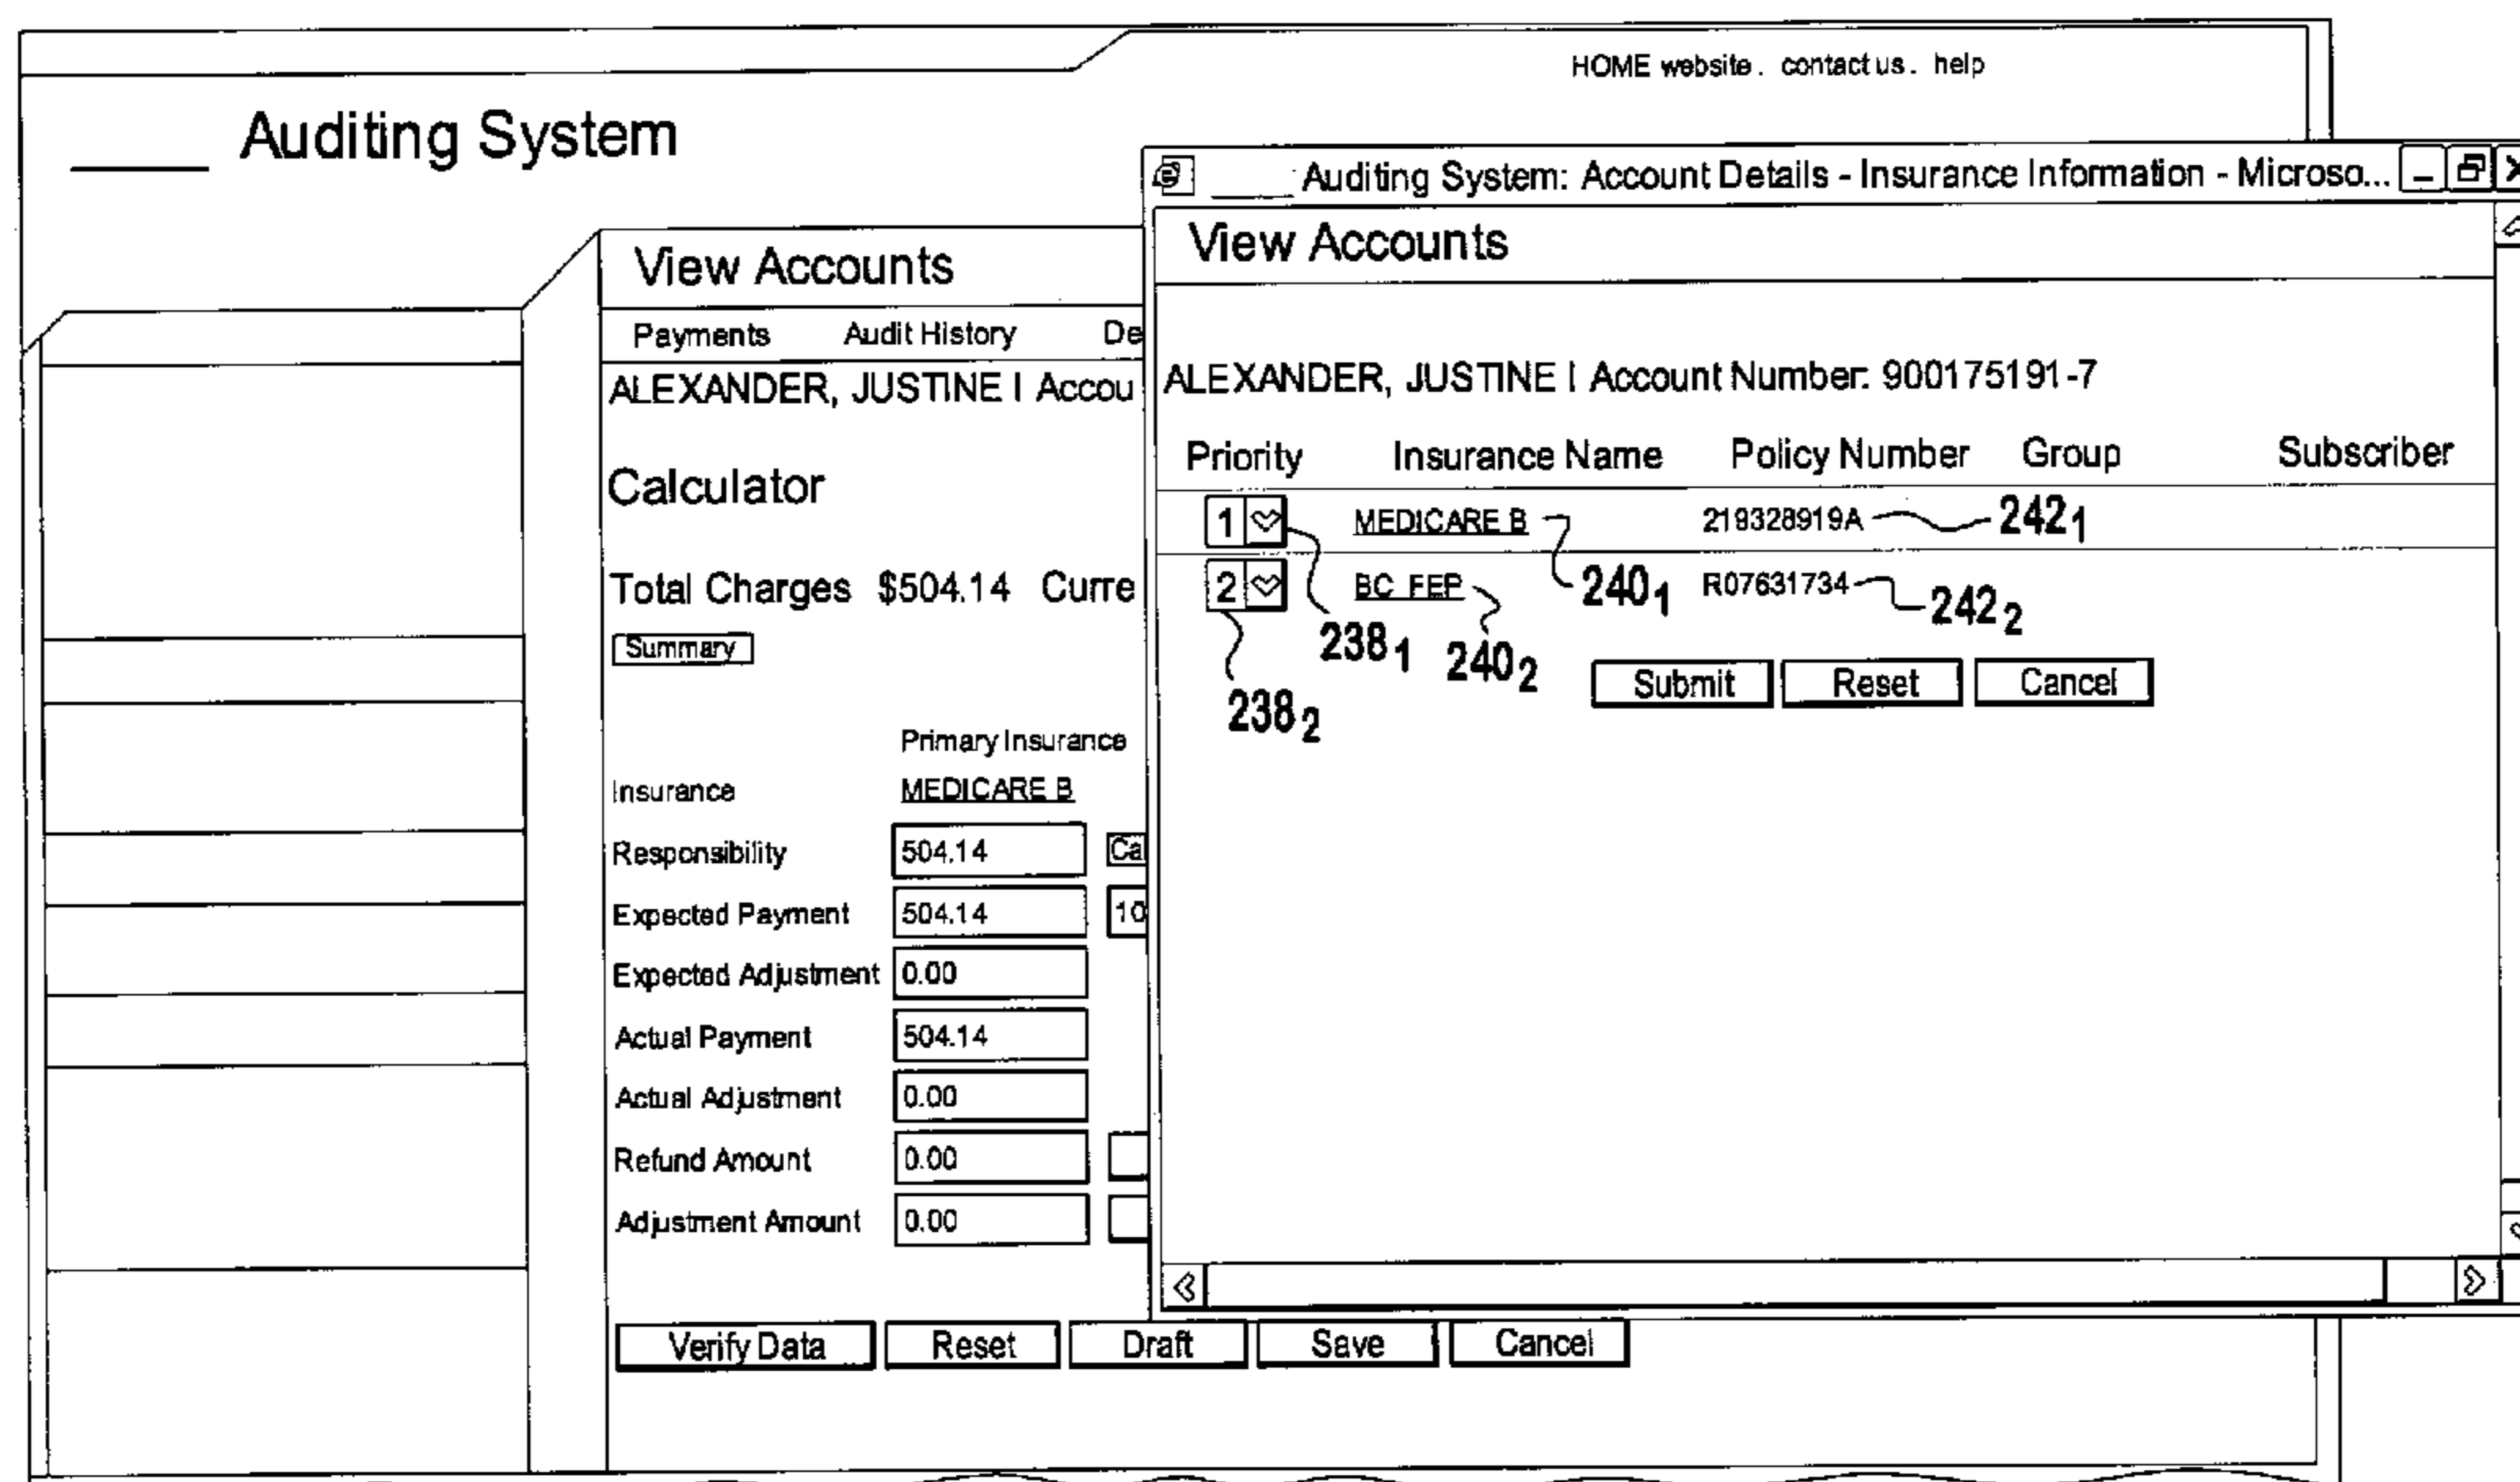 HOME website . contact us . help
Auditing System
Auditing System: Account Details - Insurance Information - Microso...
View Accounts
Payments Audit History De
ALEXANDER, JUSTINE I Accou
Calculator
Total Charges $504.14 Curre
Summary
Primary Insurance
Insurance MEDICARE B
Responsibility 504.14 Cal
Expected Payment 504.14 10
Expected Adjustment 0.00
Actual Payment 504.14
Actual Adjustment 0.00
Refund Amount 0.00
Adjustment Amount 0.00
Verify Data Reset Draft Save Cancel
View Accounts
ALEXANDER, JUSTINE I Account Number: 900175191-7
Priority Insurance Name Policy Number Group Subscriber
1 MEDICARE B 219328919A 242₁
2 BC FEP 240₁ R07631734 242₂
238₁ 240₂
238₂
Submit Reset Cancel